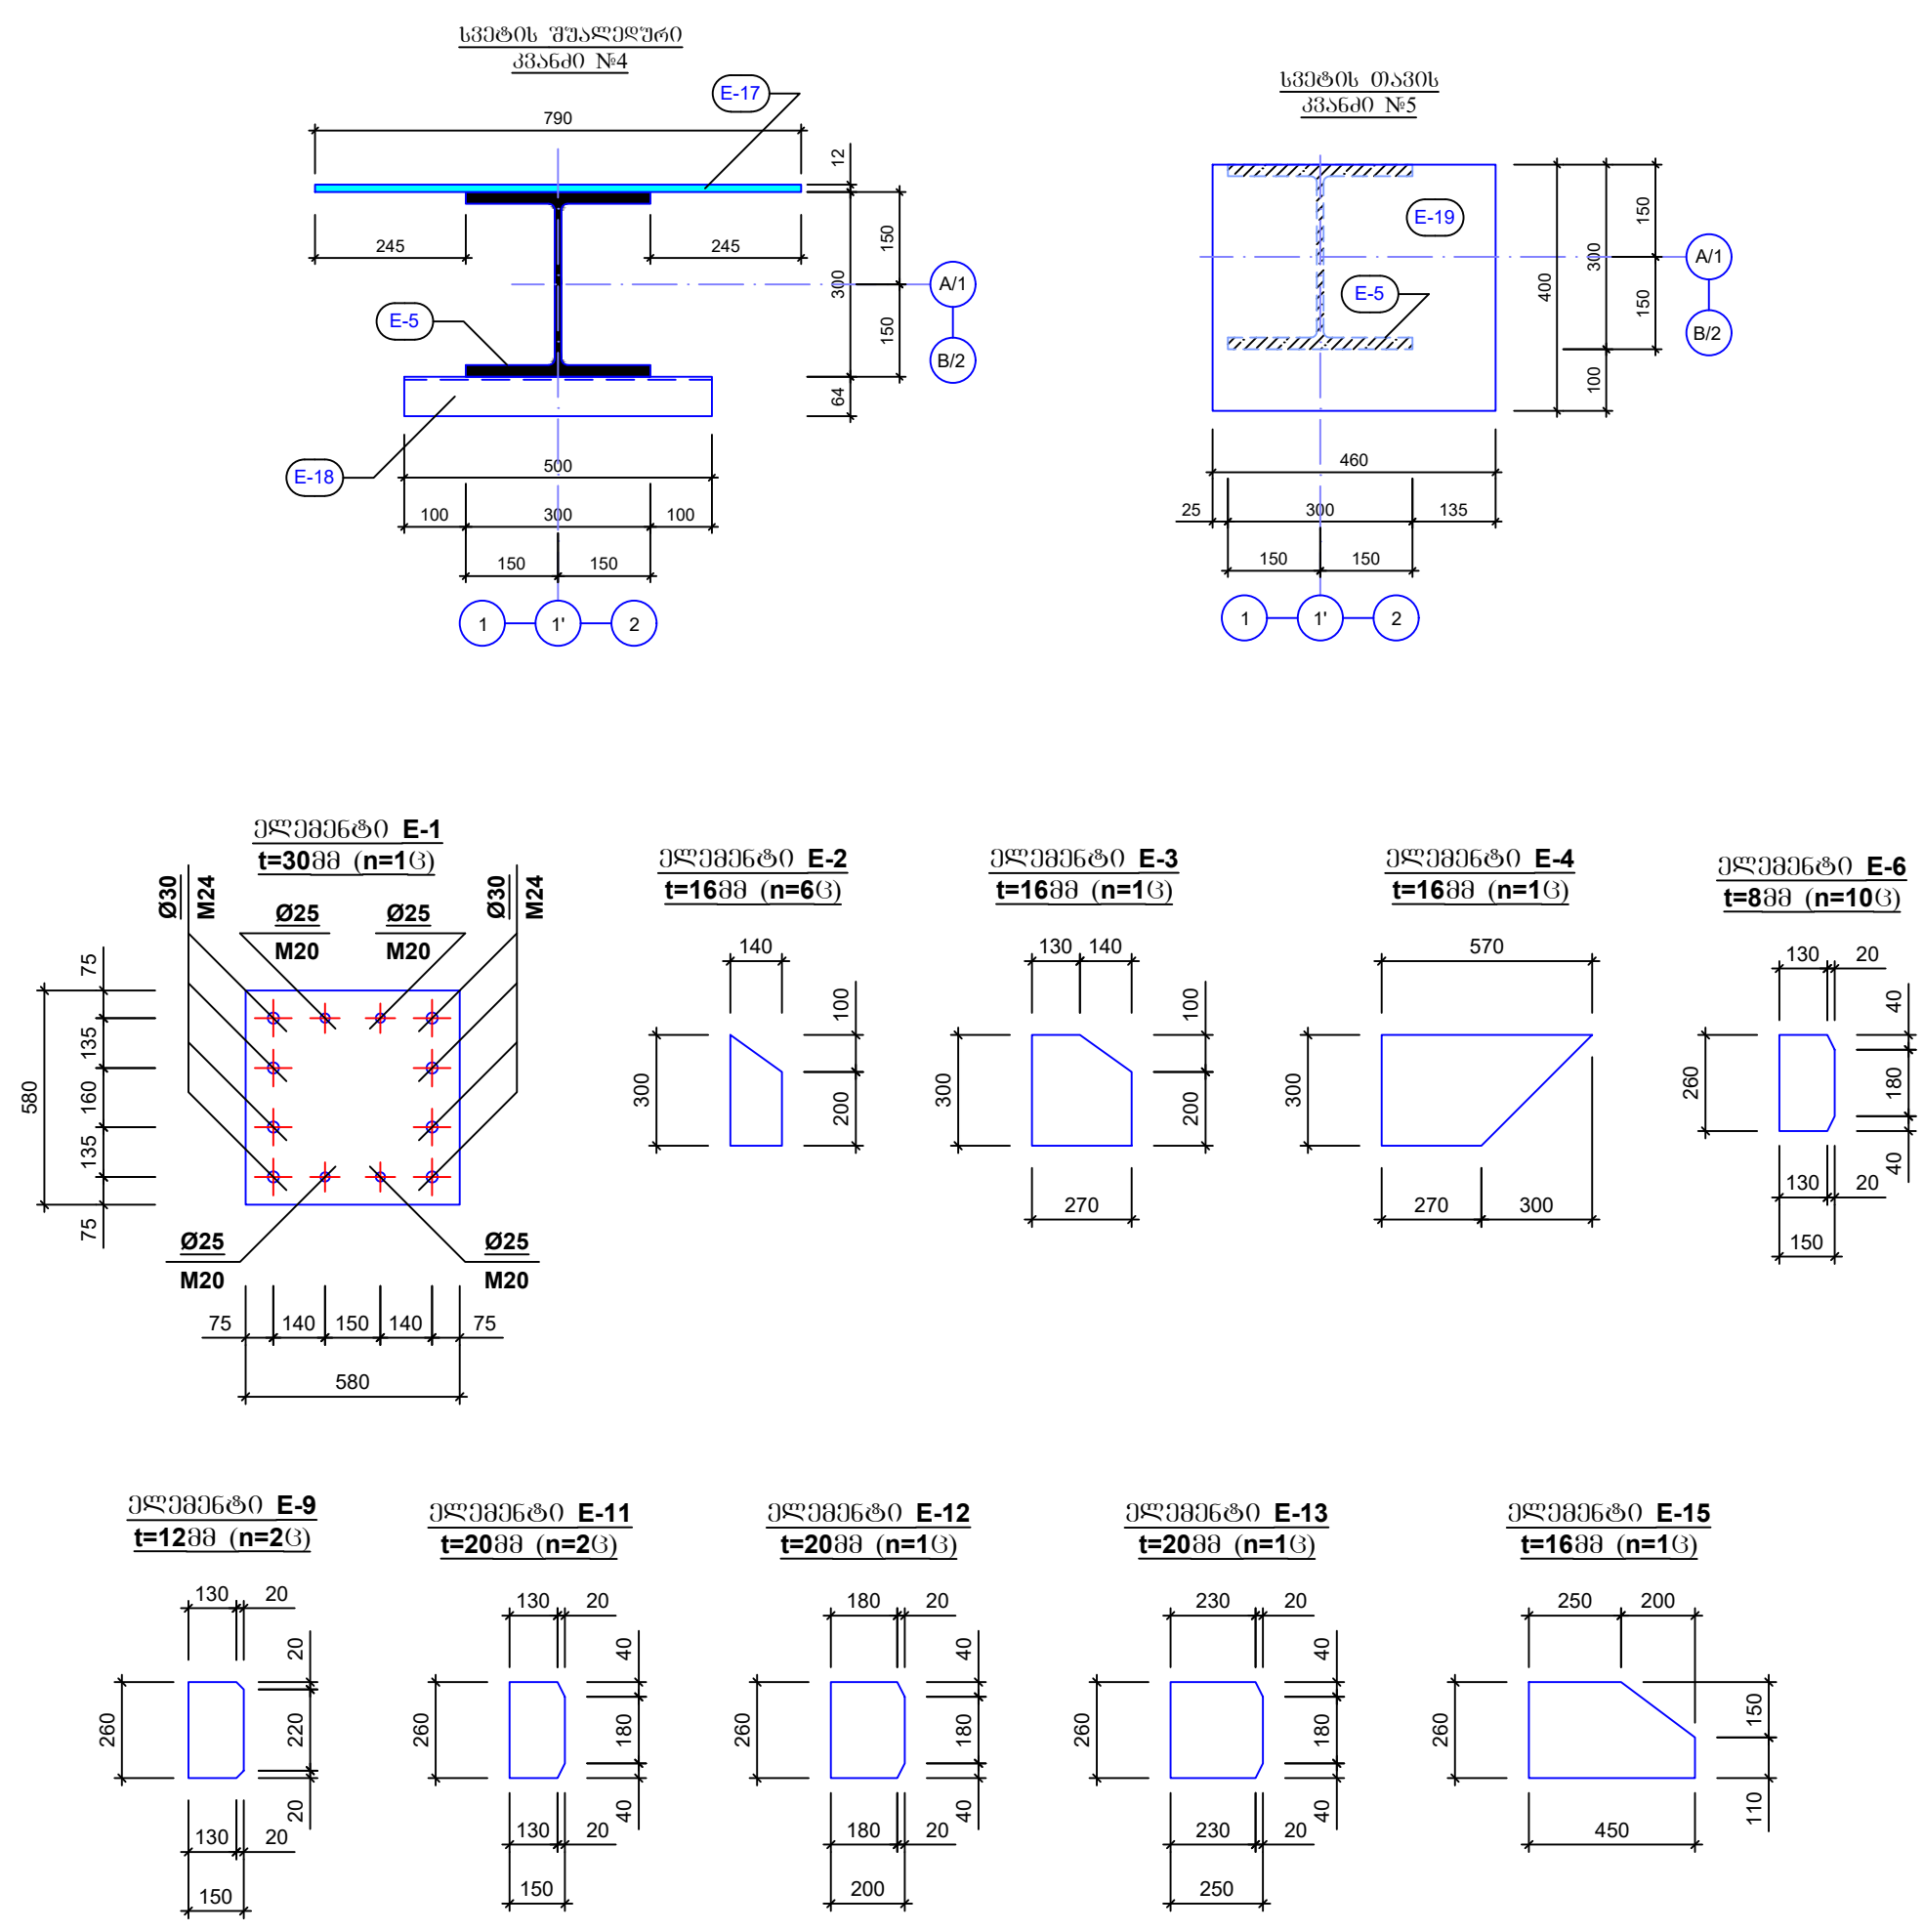 სვეტის შუალედური
კვანძი №4
E-17
790
12
245
245
150
300
150
64
A/1
B/2
E-5
E-18
500
100
300
100
150
150
1
1'
2
სვეტის თავის
კვანძი №5
E-19
E-5
400
300
150
150
100
A/1
B/2
460
25
300
135
150
150
1
1'
2
ელემენტი E-1
t=30მმ (n=1ც)
Ø30
M24
Ø25
M20
Ø25
M20
Ø30
M24
75
135
160
135
75
580
Ø25
M20
Ø25
M20
75
140
150
140
75
580
ელემენტი E-2
t=16მმ (n=6ც)
140
300
100
200
ელემენტი E-3
t=16მმ (n=1ც)
130
140
300
100
200
270
ელემენტი E-4
t=16მმ (n=1ც)
570
300
270
300
ელემენტი E-6
t=8მმ (n=10ც)
130
20
260
40
180
40
130
20
150
ელემენტი E-9
t=12მმ (n=2ც)
130
20
260
20
220
20
130
20
150
ელემენტი E-11
t=20მმ (n=2ც)
130
20
260
40
180
40
130
20
150
ელემენტი E-12
t=20მმ (n=1ც)
180
20
260
40
180
40
180
20
200
ელემენტი E-13
t=20მმ (n=1ც)
230
20
260
40
180
40
230
20
250
ელემენტი E-15
t=16მმ (n=1ც)
250
200
260
150
110
450